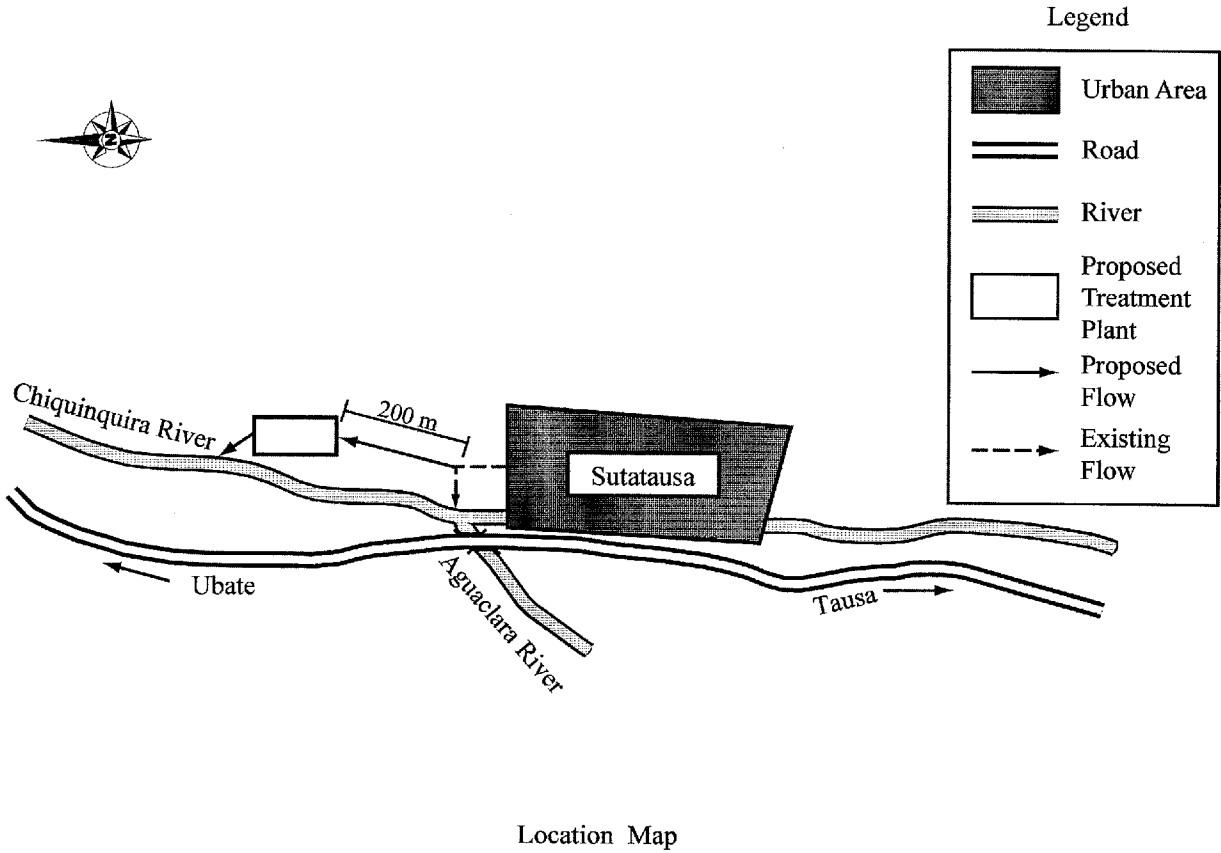 Legend
Urban Area
Road
River
Proposed
Treatment
Plant
Proposed
Flow
Existing
Flow
N
Chiquinquira River
200 m
Sutatausa
Ubate
Aguaclara River
Tausa
Location Map